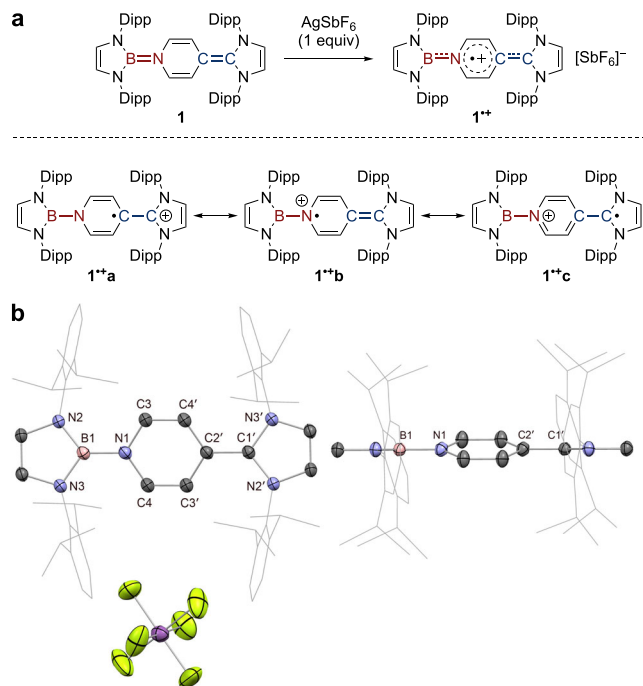 a
Dipp Dipp AgSbF6 Dipp Dipp
(1 equiv)
N N N N
B N C C N B N •+ C C N [SbF6]−
N N
Dipp Dipp Dipp Dipp
1 1•+
Dipp Dipp Dipp Dipp Dipp Dipp
N N N N N N
B N • C C + B + N • C C B N + C C •
N N N N N N
Dipp Dipp Dipp Dipp Dipp Dipp
1•+a 1•+b 1•+c
b
N2 C3 C4′ N3′
B1 N1 C2′ C1′ B1 N1 C2′ C1′
N3 C4 C3′ N2′